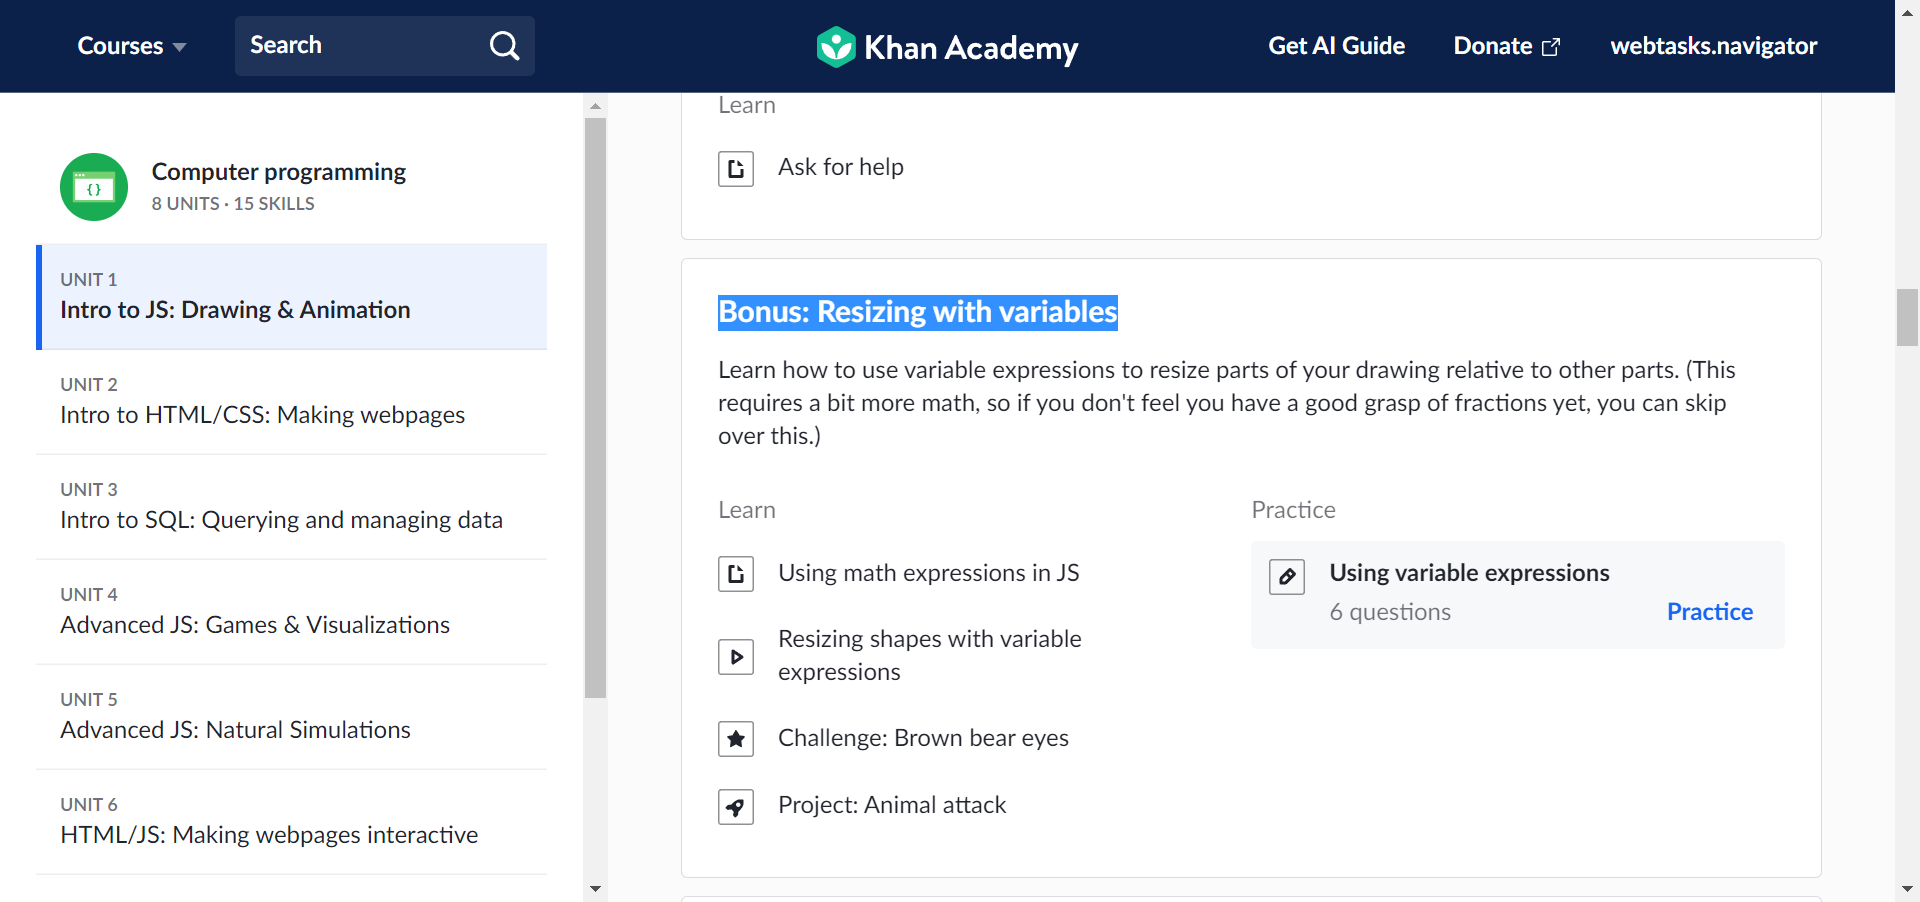 Courses
Search
Khan Academy
Get AI Guide
Donate
webtasks.navigator
Computer programming
8 UNITS · 15 SKILLS
UNIT 1
Intro to JS: Drawing & Animation
UNIT 2
Intro to HTML/CSS: Making webpages
UNIT 3
Intro to SQL: Querying and managing data
UNIT 4
Advanced JS: Games & Visualizations
UNIT 5
Advanced JS: Natural Simulations
UNIT 6
HTML/JS: Making webpages interactive
Learn
Ask for help
Bonus: Resizing with variables
Learn how to use variable expressions to resize parts of your drawing relative to other parts. (This
requires a bit more math, so if you don't feel you have a good grasp of fractions yet, you can skip
over this.)
Learn
Using math expressions in JS
Resizing shapes with variable
expressions
Challenge: Brown bear eyes
Project: Animal attack
Practice
Using variable expressions
6 questions
Practice